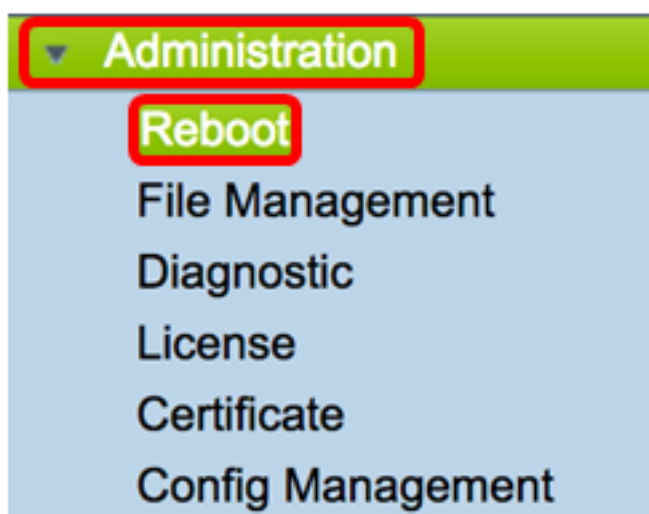 Administration
Reboot
File Management
Diagnostic
License
Certificate
Config Management